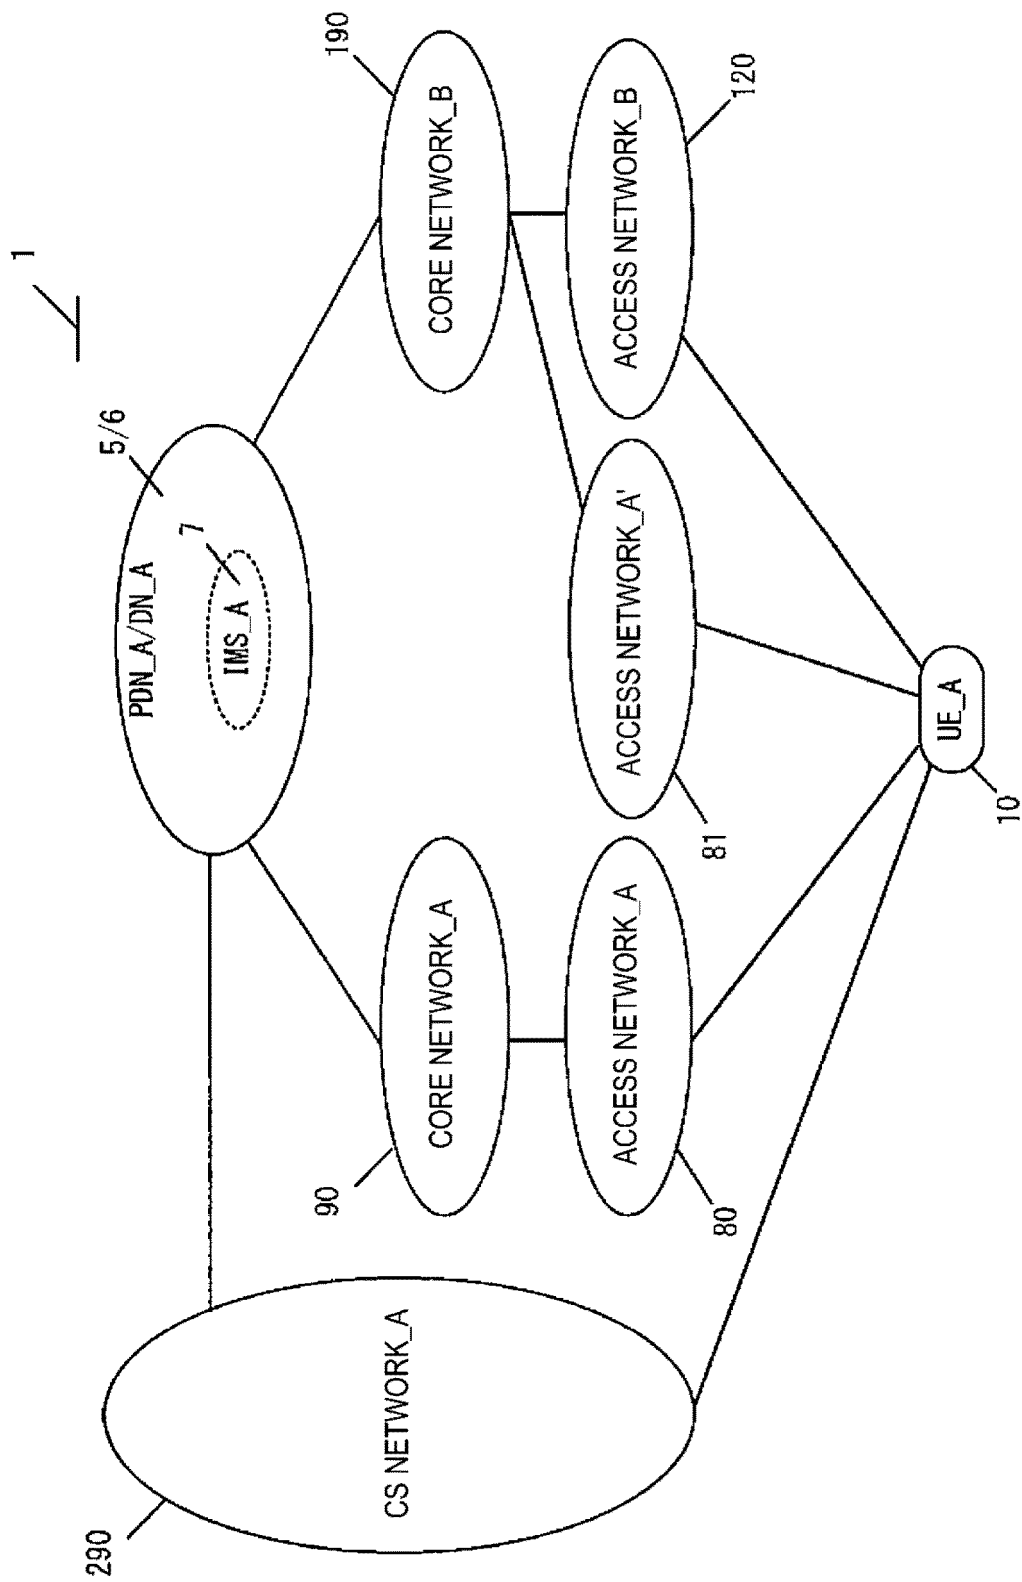 1
5/6
PDN_A/DN_A
7
IMS_A
290
CS NETWORK_A
90
CORE NETWORK_A
190
CORE NETWORK_B
80
ACCESS NETWORK_A
81
ACCESS NETWORK_A'
120
ACCESS NETWORK_B
UE_A
10